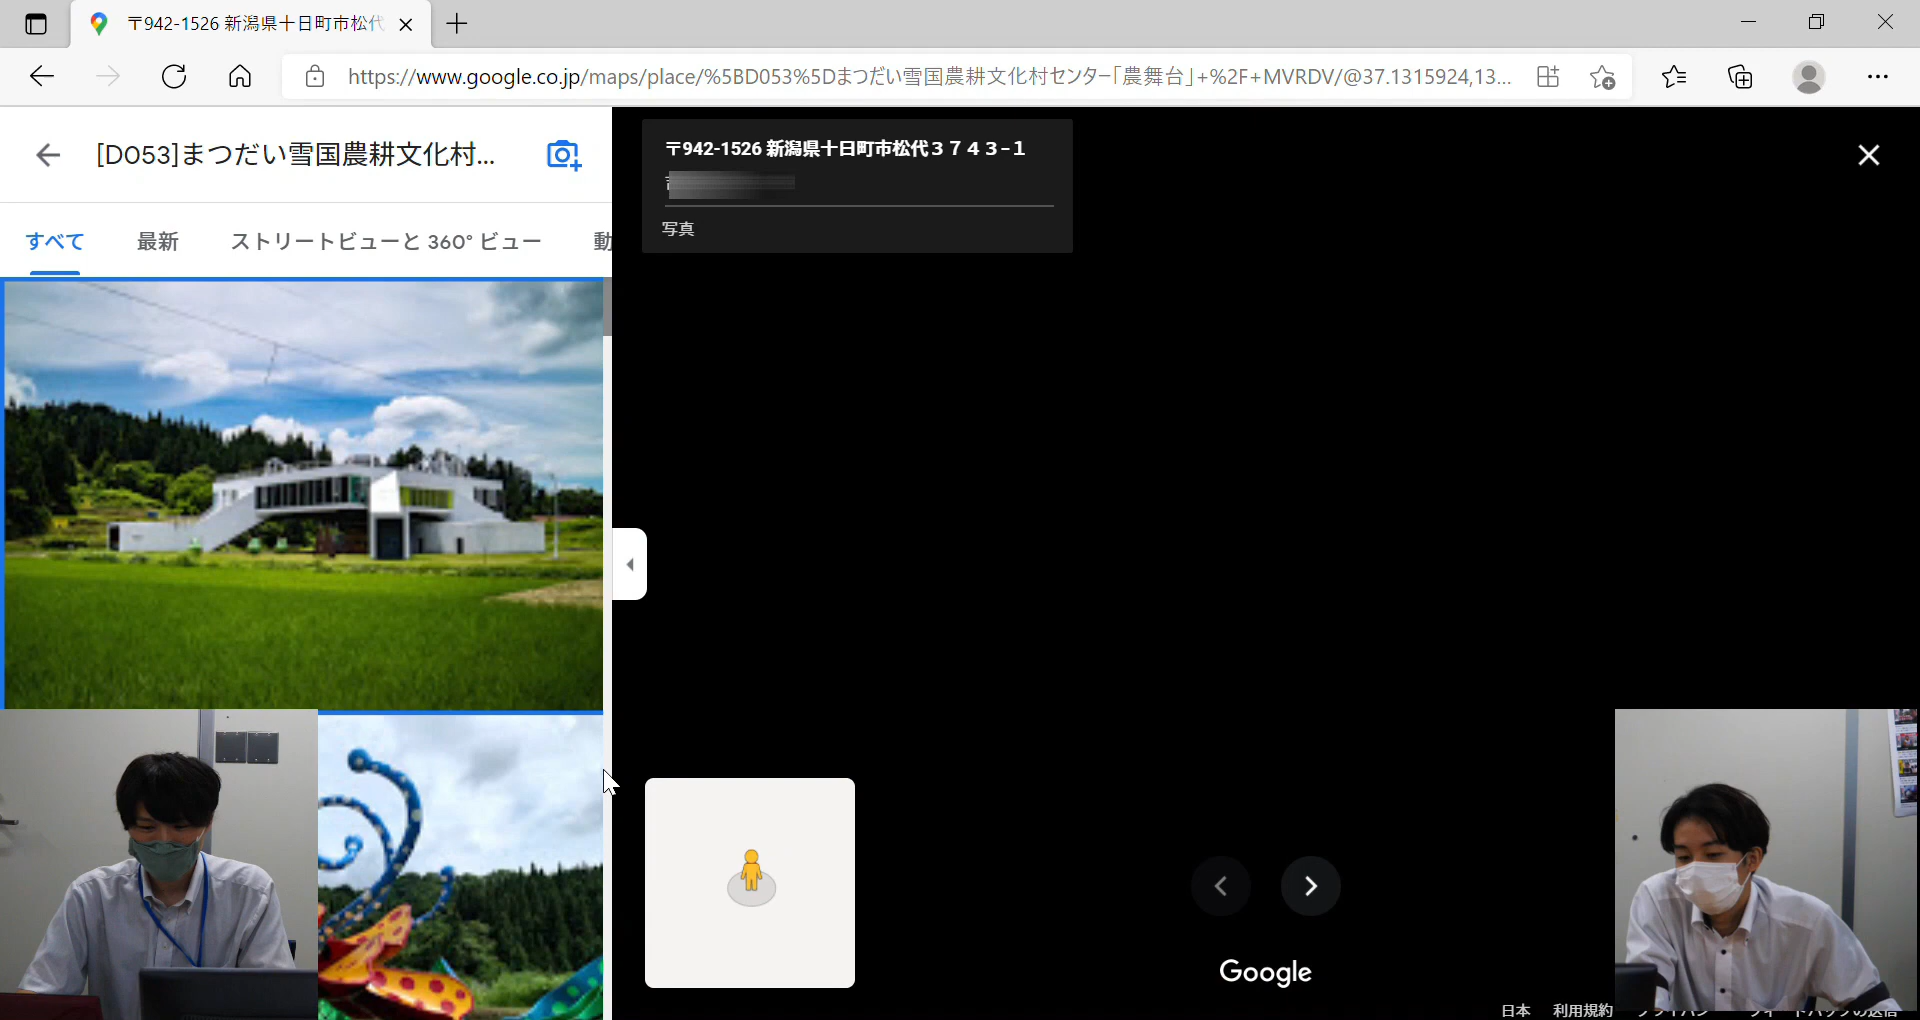 〒942-1526 新潟県十日町市松代
https://www.google.co.jp/maps/place/%5BD053%5Dまつだい雪国農耕文化村センター「農舞台」+%2F+MVRDV/@37.1315924,13...
[D053]まつだい雪国農耕文化村...
すべて 最新 ストリートビューと 360° ビュー 動
〒942-1526 新潟県十日町市松代３７４３−１
写真
Google
日本 利用規約